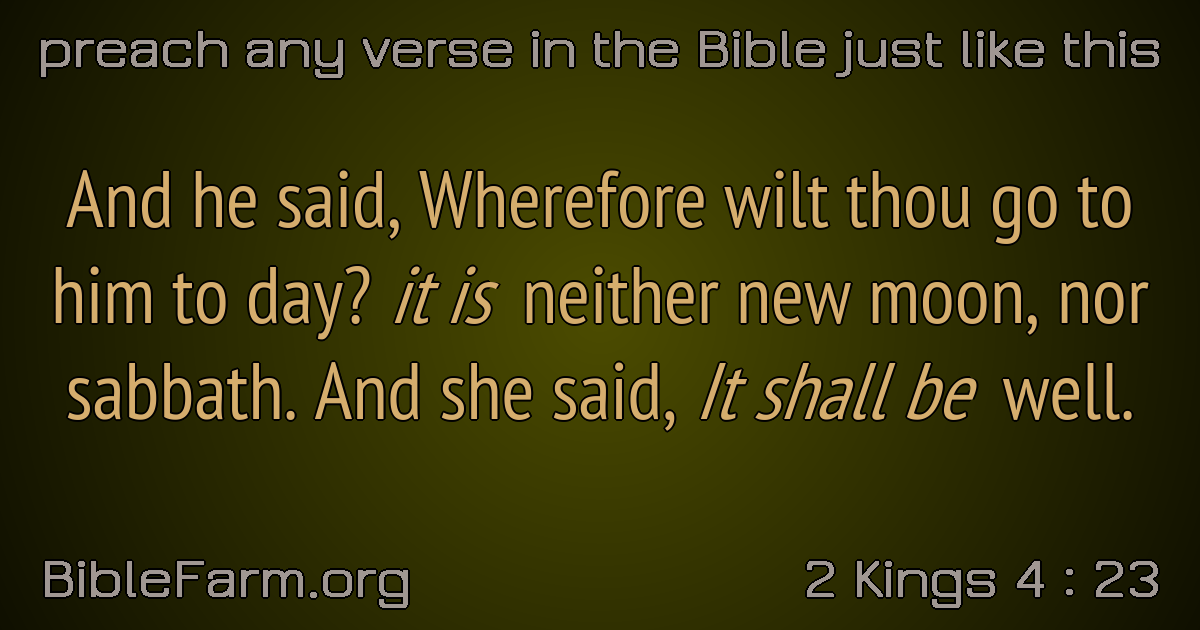 preach any verse in the Bible just like this
And he said, Wherefore wilt thou go to
him to day? it is neither new moon, nor
sabbath. And she said, It shall be well.
BibleFarm.org
2 Kings 4 : 23